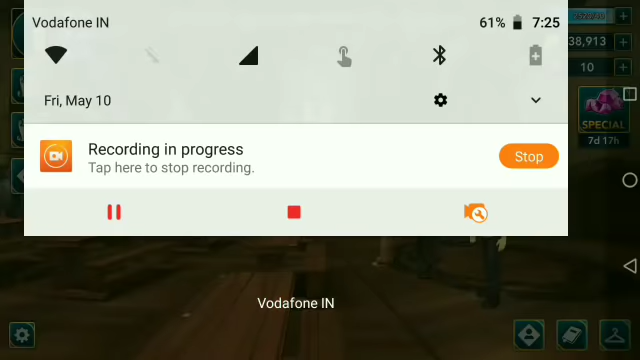 Vodafone IN
61%
7:25
38,913
Fri, May 10
10
SPECIAL
Recording in progress
7d 17h
Tap here to stop recording.
Stop
Vodafone IN